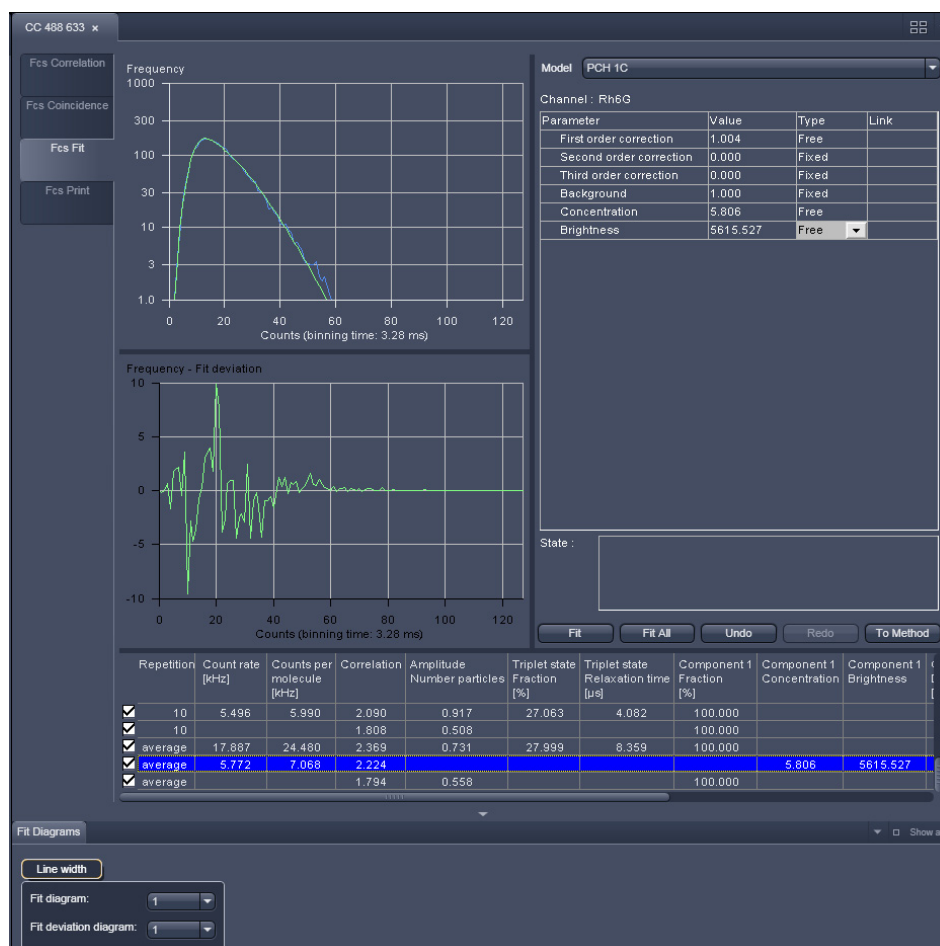 CC 488 633 ×
Fcs Correlation
Fcs Coincidence
Fcs Fit
Fcs Print
Frequency
1000
300
100
30
10
3
1.0
0 20 40 60 80 100 120
Counts (binning time: 3.28 ms)
Frequency - Fit deviation
10
5
0
-5
-10
0 20 40 60 80 100 120
Counts (binning time: 3.28 ms)
Model PCH 1C
Channel : Rh6G
Parameter Value Type Link
First order correction 1.004 Free
Second order correction 0.000 Fixed
Third order correction 0.000 Fixed
Background 1.000 Fixed
Concentration 5.806 Free
Brightness 5615.527 Free
State :
Fit Fit All Undo Redo To Method
Repetition Count rate Counts per Correlation Amplitude Triplet state Triplet state Component 1 Component 1 Component 1
[kHz] molecule Number particles Fraction Relaxation time Fraction Concentration Brightness
[kHz] [%] [µs] [%]
10 5.496 5.990 2.090 0.917 27.063 4.082 100.000
10 1.808 0.508 100.000
average 17.887 24.480 2.369 0.731 27.999 8.359 100.000
average 5.772 7.068 2.224 5.806 5615.527
average 1.794 0.558 100.000
Fit Diagrams
Show a
Line width
Fit diagram: 1
Fit deviation diagram: 1